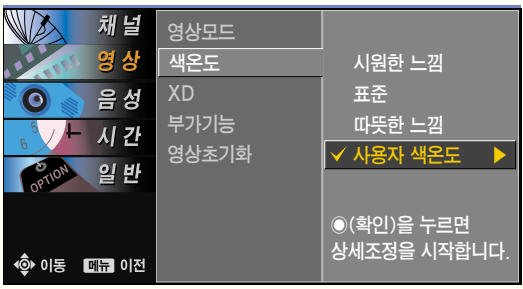 채널
영상
음성
시간
일반
5
6
OPTION
영상모드
색온도
XD
부가기능
영상초기화
시원한 느낌
표준
따뜻한 느낌
✓ 사용자 색온도 ▶
◉(확인)을 누르면
상세조정을 시작합니다.
이동 메뉴 이전